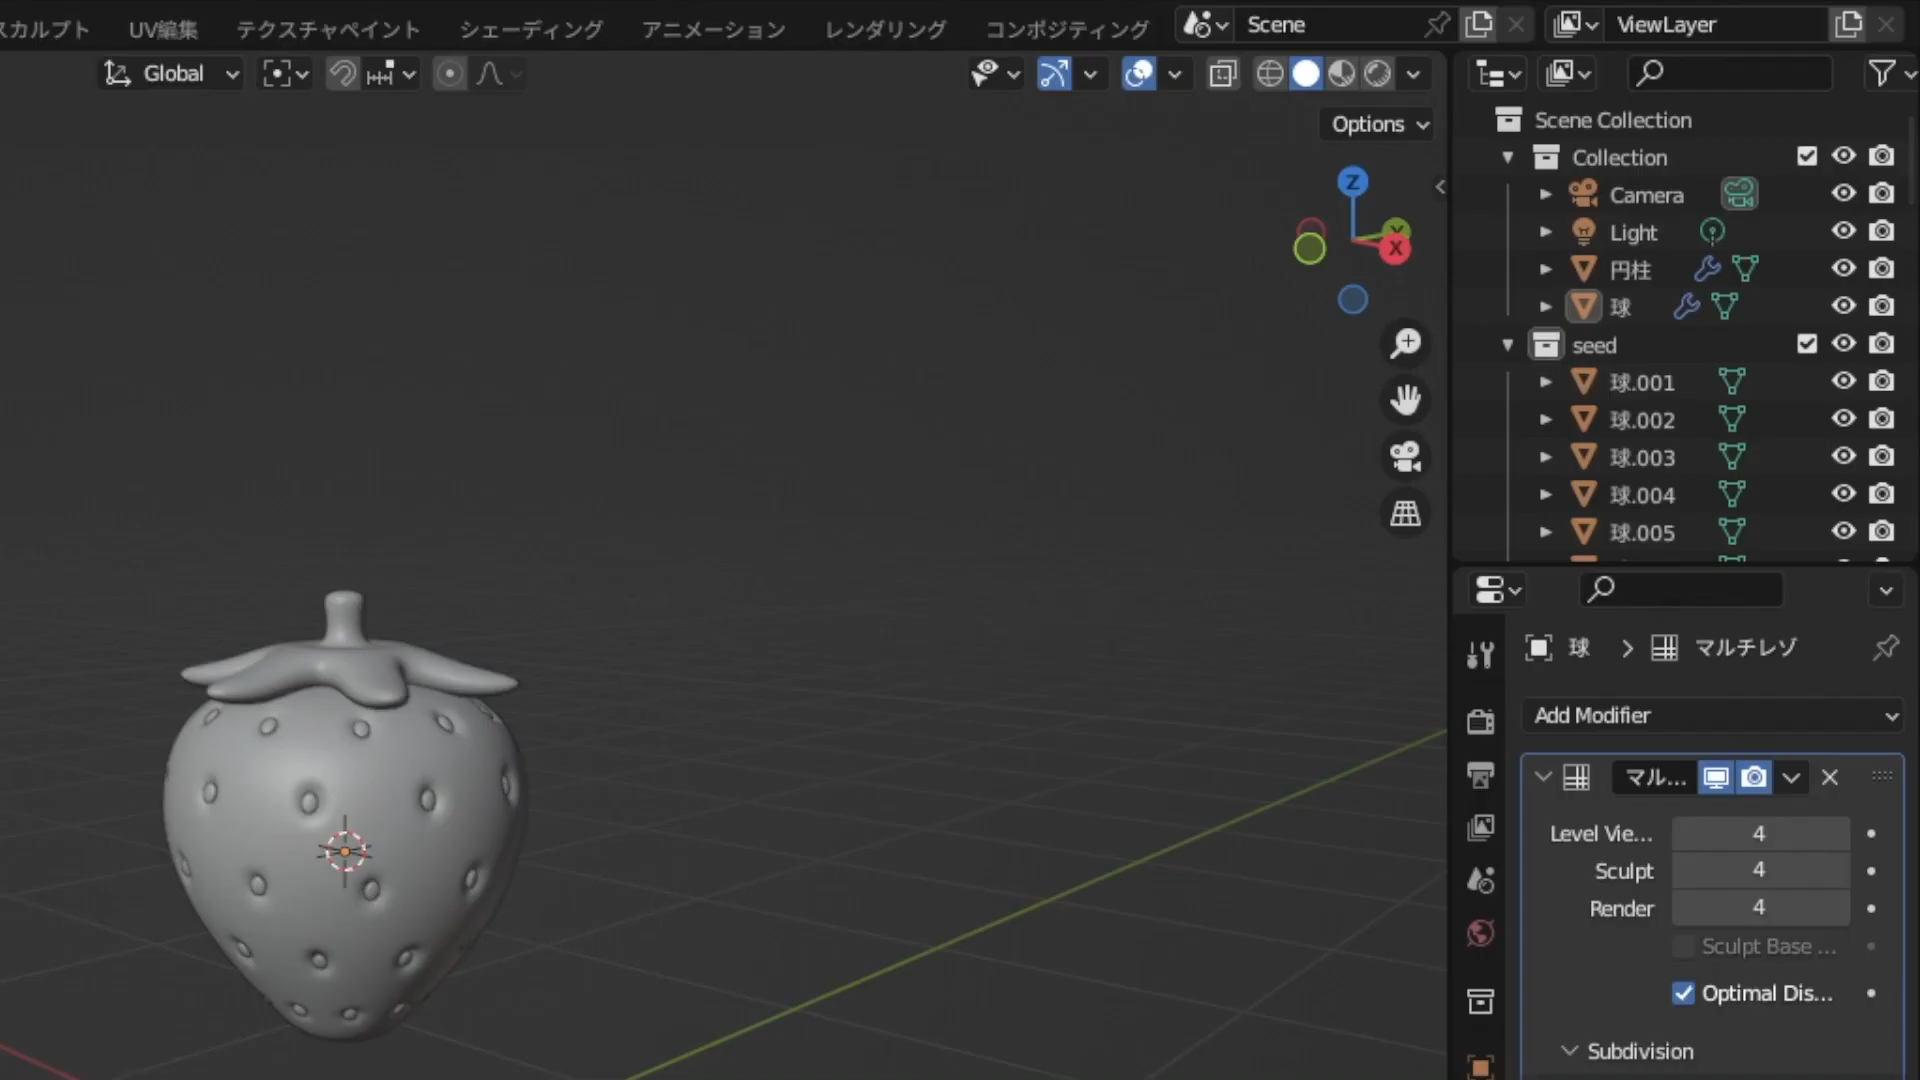 スカルプト UV編集 テクスチャペイント シェーディング アニメーション レンダリング コンポジティング Scene ViewLayer
Global
Options
Z
Y
X
Scene Collection
Collection
Camera
Light
円柱
球
seed
球.001
球.002
球.003
球.004
球.005
球 > マルチレゾ
Add Modifier
マル...
Level Vie... 4
Sculpt 4
Render 4
Sculpt Base ...
Optimal Dis...
Subdivision